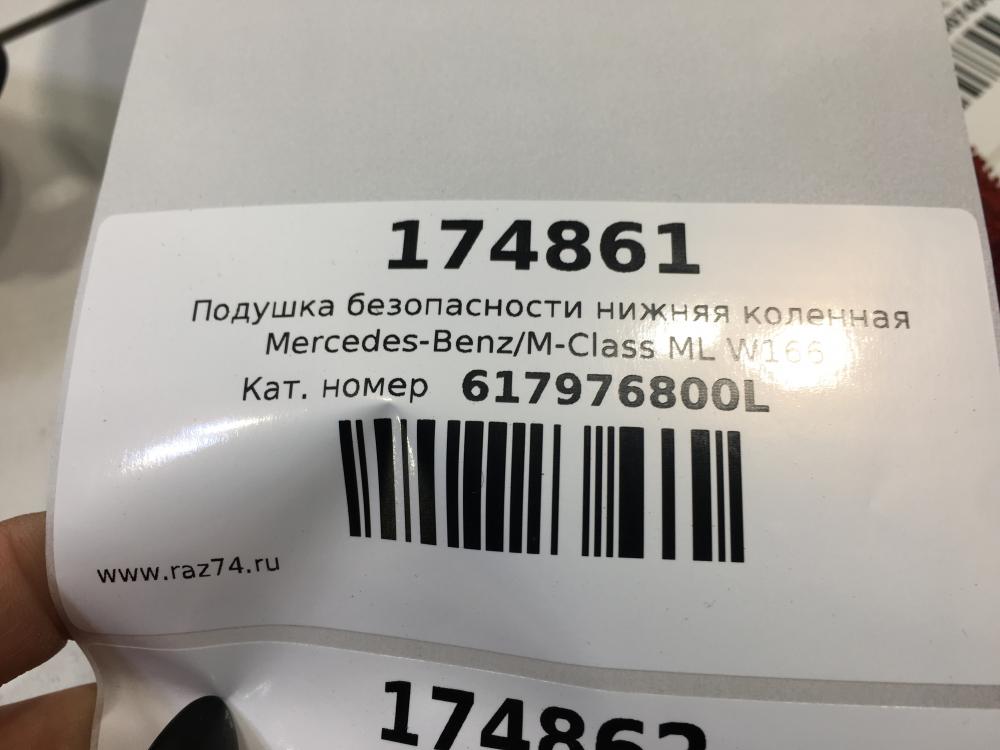 174861
Подушка безопасности нижняя коленная
Mercedes-Benz/M-Class ML W166
Кат. номер 617976800L
www.raz74.ru
174862